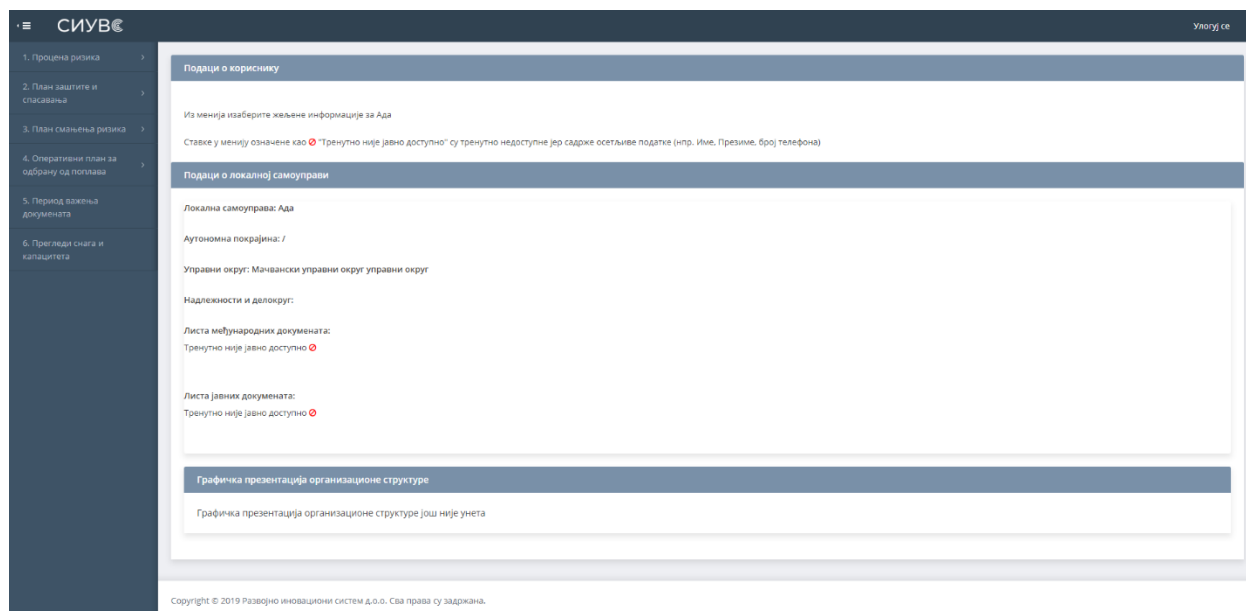 СИУВС
Улогуј се
1. Процена ризика
2. План заштите и
спасавања
3. План смањења ризика
4. Оперативни план за
одбрану од поплава
5. Период важења
документа
6. Прегледи снага и
капацитета
Подаци о кориснику
Из менија изаберите жељене информације за Ада
Ставке у менију означене као "Тренутно није јавно доступно" су тренутно недоступне јер садрже осетљиве податке (нпр. Име, Презиме, број телефона)
Подаци о локалној самоуправи
Локална самоуправа: Ада
Аутономна покрајина: /
Управни округ: Мачвански управни округ управни округ
Надлежности и делокруг:
Листа међународних докумената:
Тренутно није јавно доступно
Листа јавних докумената:
Тренутно није јавно доступно
Графичка презентација организационе структуре
Графичка презентација организационе структуре још није унета
Copyright © 2019 Развојно иновациони систем д.о.о. Сва права су задржана.